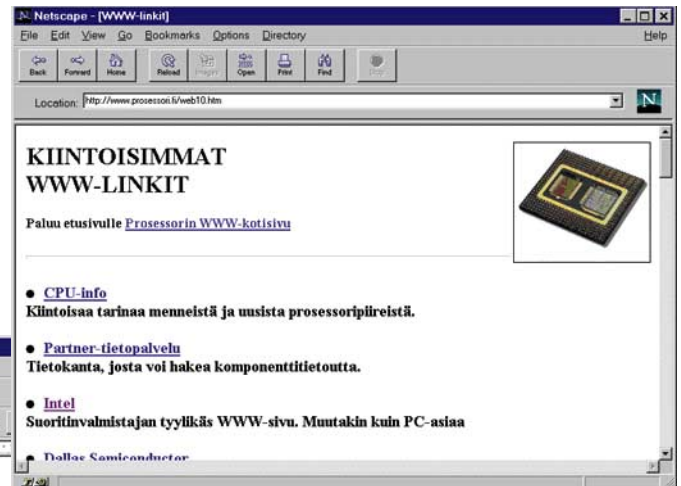 Netscape - [WWW-linkit]
File Edit View Go Bookmarks Options Directory Help
Back Forward Home Reload Images Open Print Find Stop
Location: http://www.prosessori.fi/web10.htm
N
KIINTOISIMMAT
WWW-LINKIT
Paluu etusivulle Prosessorin WWW-kotisivu
● CPU-info
Kiintoisaa tarinaa menneistä ja uusista prosessoripiireistä.
● Partner-tietopalvelu
Tietokanta, josta voi hakea komponenttitietoutta.
● Intel
Suoritinvalmistajan tyylikäs WWW-sivu. Muutakin kuin PC-asiaa
● Dallas Semiconductor